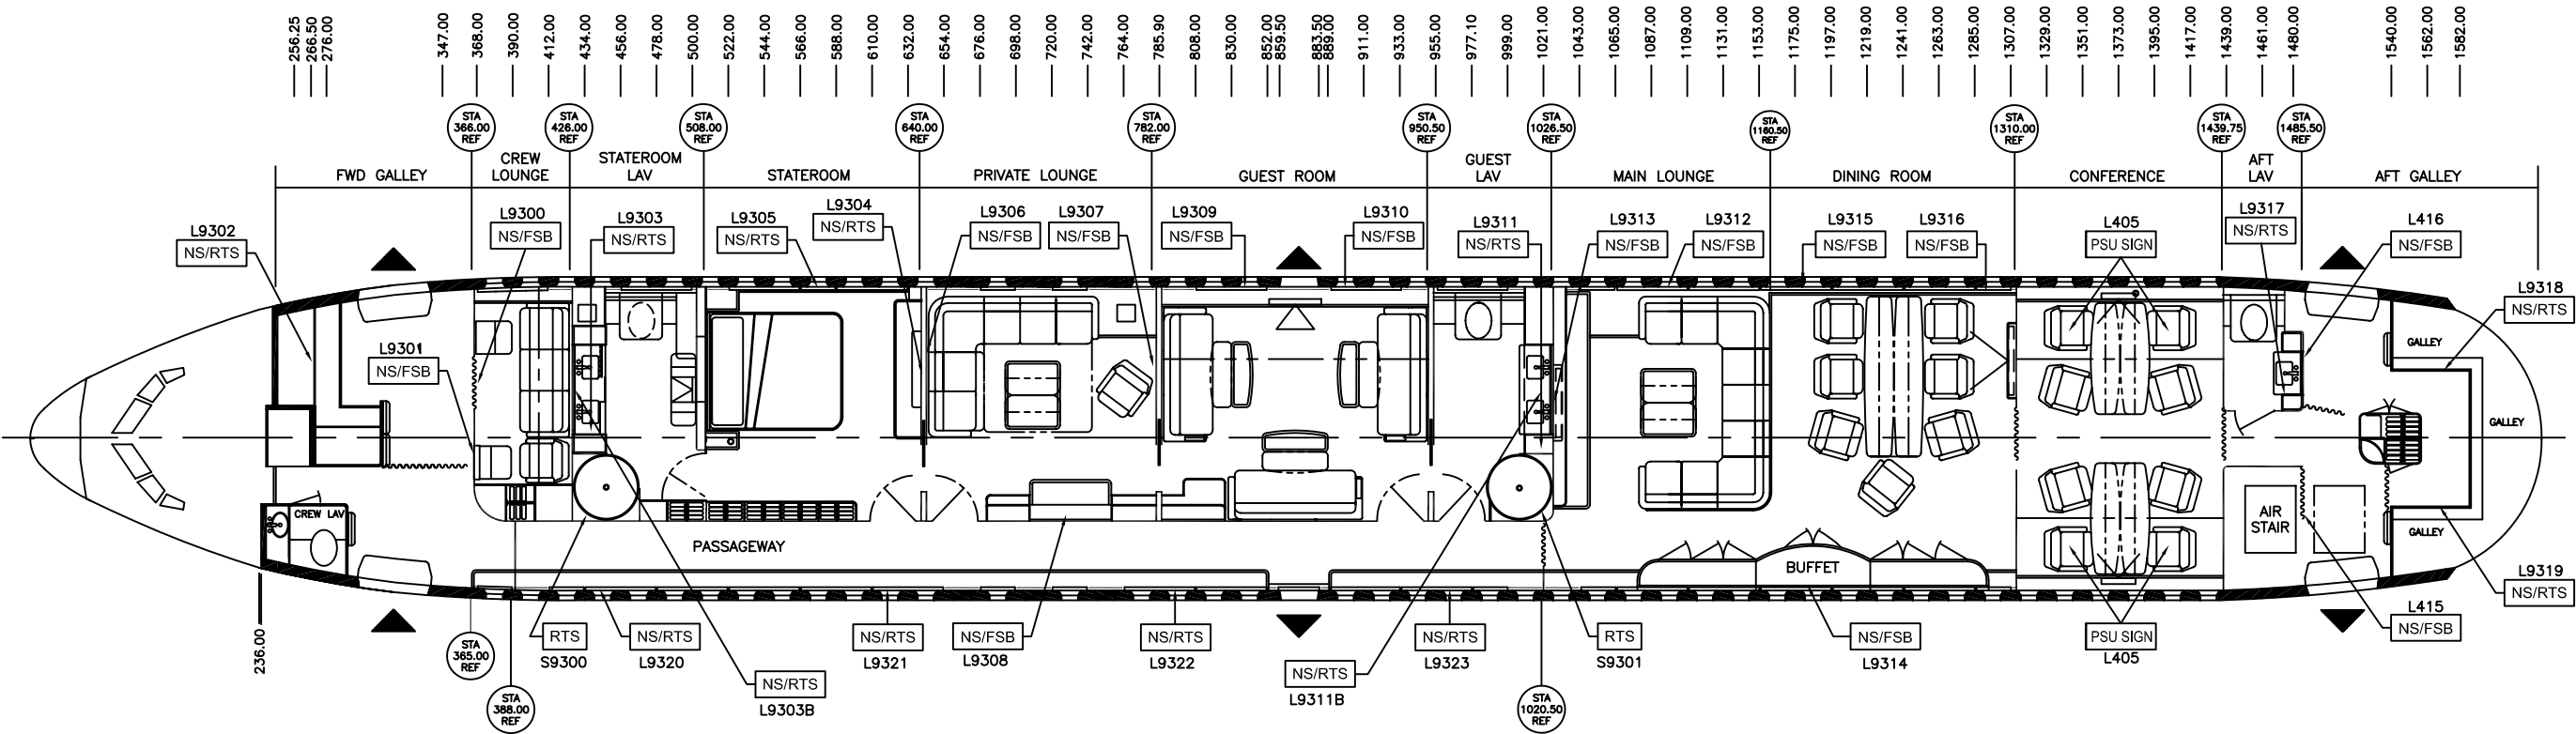 256.25
266.50
276.00
347.00
368.00
390.00
412.00
434.00
456.00
478.00
500.00
522.00
544.00
566.00
588.00
610.00
632.00
654.00
676.00
698.00
720.00
742.00
764.00
785.90
808.00
830.00
852.00
859.50
883.50
889.00
911.00
933.00
955.00
977.10
999.00
1021.00
1043.00
1065.00
1087.00
1109.00
1131.00
1153.00
1175.00
1197.00
1219.00
1241.00
1263.00
1285.00
1307.00
1329.00
1351.00
1373.00
1395.00
1417.00
1439.00
1461.00
1480.00
1540.00
1562.00
1582.00
STA
366.00
REF
STA
426.00
REF
STA
508.00
REF
STA
640.00
REF
STA
782.00
REF
STA
950.50
REF
STA
1026.50
REF
STA
1160.50
REF
STA
1310.00
REF
STA
1439.75
REF
STA
1485.50
REF
FWD GALLEY
CREW
LOUNGE
STATEROOM
LAV
STATEROOM
PRIVATE LOUNGE
GUEST ROOM
GUEST
LAV
MAIN LOUNGE
DINING ROOM
CONFERENCE
AFT
LAV
AFT GALLEY
L9302
NS/RTS
L9300
NS/FSB
L9303
NS/RTS
L9305
NS/RTS
L9304
NS/RTS
L9306
NS/FSB
L9307
NS/FSB
L9309
NS/FSB
L9310
NS/FSB
L9311
NS/RTS
L9313
NS/FSB
L9312
NS/FSB
L9315
NS/FSB
L9316
NS/FSB
L405
PSU SIGN
L9317
NS/RTS
L416
NS/FSB
L9318
NS/RTS
L9301
NS/FSB
GALLEY
GALLEY
GALLEY
CREW LAV
PASSAGEWAY
BUFFET
AIR
STAIR
236.00
STA
365.00
REF
STA
388.00
REF
RTS
S9300
NS/RTS
L9320
NS/RTS
L9303B
NS/RTS
L9321
NS/FSB
L9308
NS/RTS
L9322
NS/RTS
L9311B
NS/RTS
L9323
STA
1020.50
REF
RTS
S9301
NS/FSB
L9314
PSU SIGN
L405
L415
NS/FSB
L9319
NS/RTS